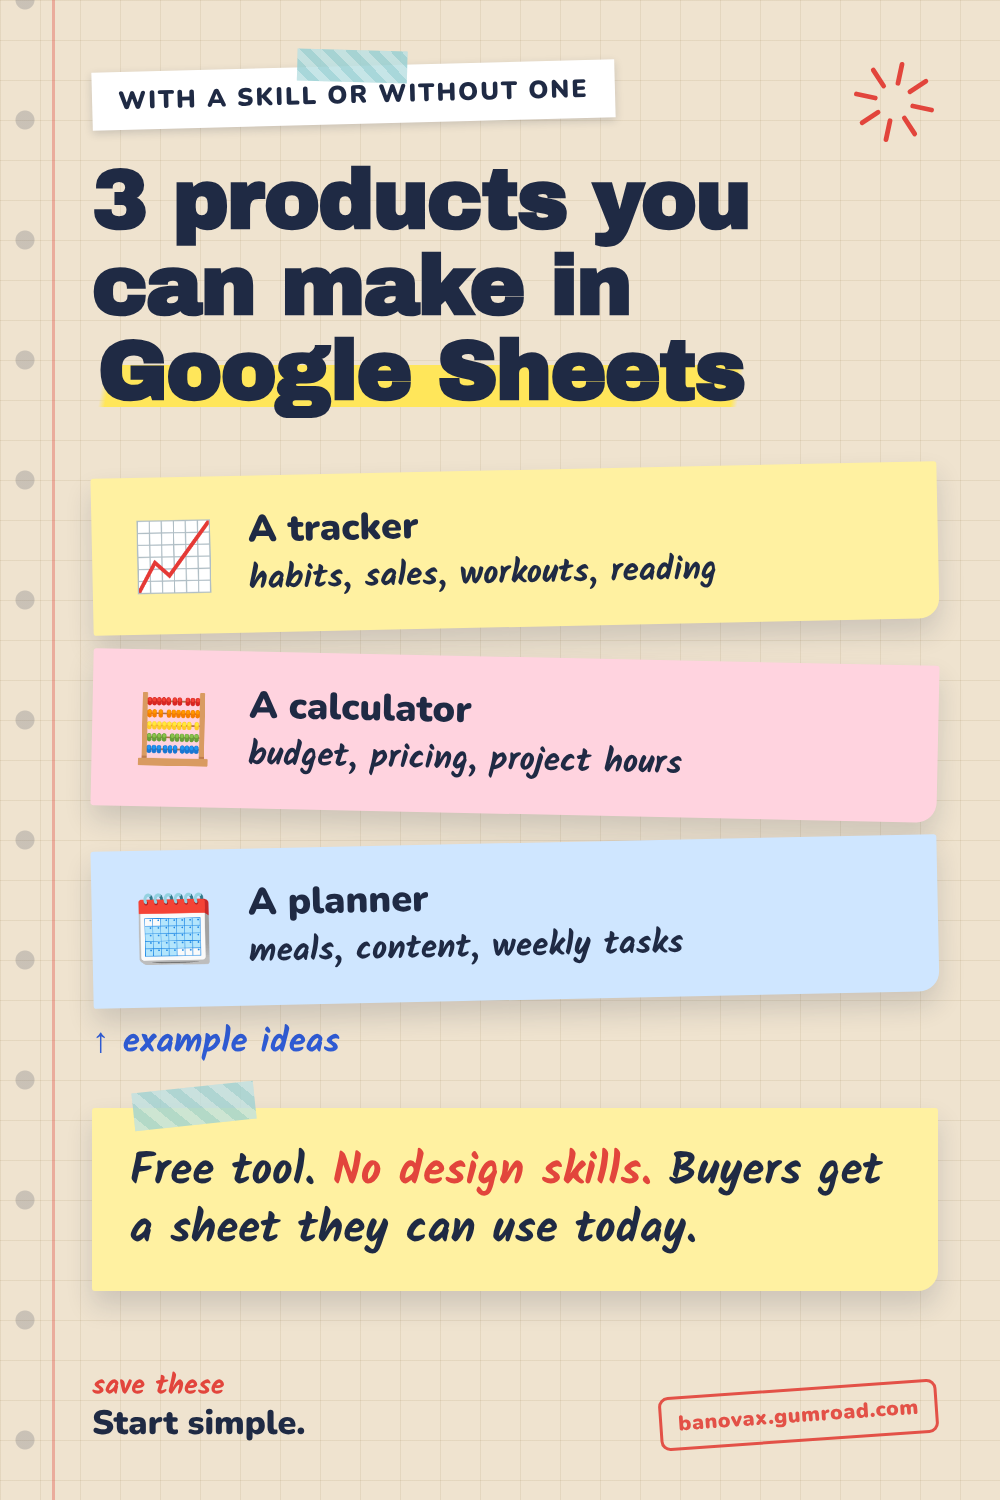 WITH A SKILL OR WITHOUT ONE
3 products you
can make in
Google Sheets
A tracker
habits, sales, workouts, reading
A calculator
budget, pricing, project hours
A planner
meals, content, weekly tasks
↑ example ideas
Free tool. No design skills. Buyers get
a sheet they can use today.
save these
Start simple.
banovax.gumroad.com